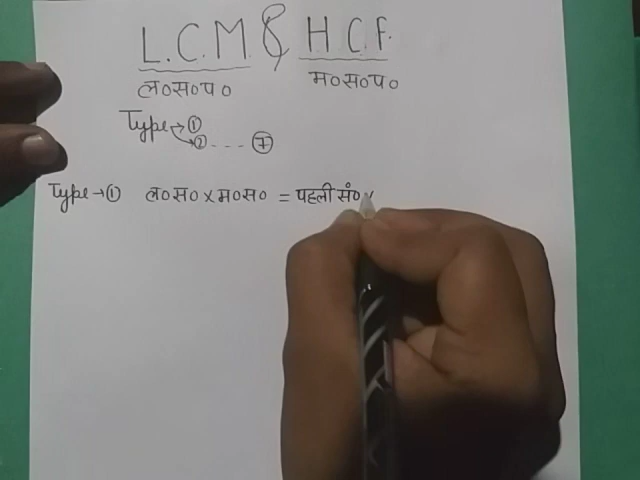 L.C.M & H.C.F.
ल०स०प० म०स०प०
Type → ①
→ ② ---- ⑦
Type → ① ल०स० × म०स० = पहली सं० ×